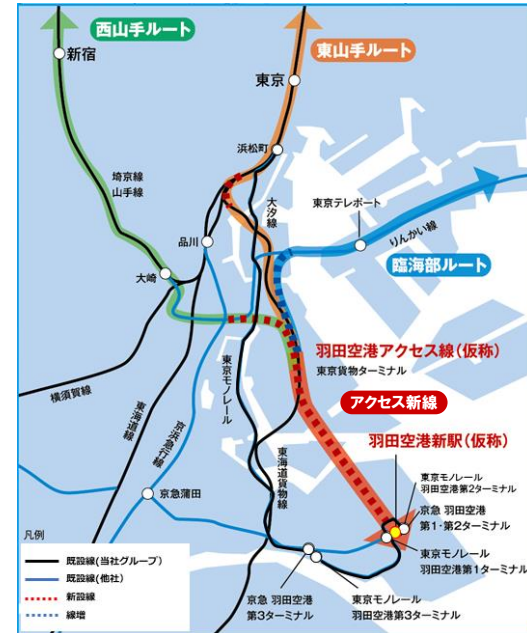 西山手ルート
東山手ルート
新宿
東京
浜松町
埼京線
山手線
大汐線
東京テレポート
りんかい線
品川
臨海部ルート
大崎
羽田空港アクセス線(仮称)
東京貨物ターミナル
アクセス新線
横須賀線
東海道線
京浜急行線
東京モノレール
東海道貨物線
羽田空港新駅(仮称)
東京モノレール
羽田空港第2ターミナル
京急 羽田空港
第1・第2ターミナル
京急蒲田
東京モノレール
羽田空港第1ターミナル
凡例
既設線(当社グループ)
既設線(他社)
新設線
線増
京急 羽田空港
第3ターミナル
東京モノレール
羽田空港第3ターミナル